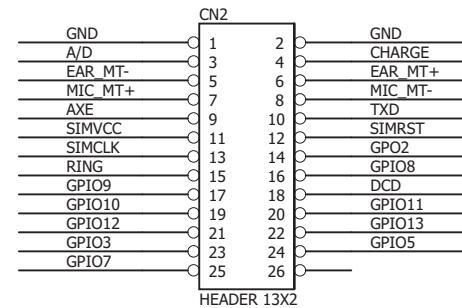 CN2
GND 1 2 GND
A/D 3 4 CHARGE
EAR_MT- 5 6 EAR_MT+
MIC_MT+ 7 8 MIC_MT-
AXE 9 10 TXD
SIMVCC 11 12 SIMRST
SIMCLK 13 14 GPO2
RING 15 16 GPIO8
GPIO9 17 18 DCD
GPIO10 19 20 GPIO11
GPIO12 21 22 GPIO13
GPIO3 23 24 GPIO5
GPIO7 25 26
HEADER 13X2